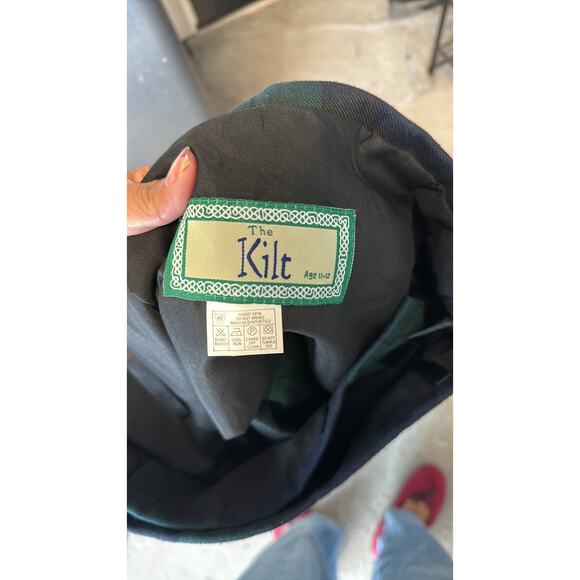 The
Kilt
Age 11-12
40
SHORT SPIN
DO NOT WRING
WASH AS SYNTHETICS
P
DO NOT BLEACH
COOL IRON
CAN BE DRY CLEAN
DO NOT TUMBLE DRY